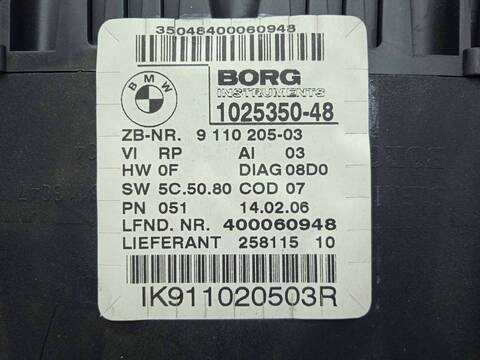 35048400060948
BMW
BORG
INSTRUMENTS
1025350-48
ZB-NR. 9 110 205-03
VI RP AI 03
HW 0F DIAG 08D0
SW 5C.50.80 COD 07
PN 051 14.02.06
LFND. NR. 400060948
LIEFERANT 258115 10
IK911020503R